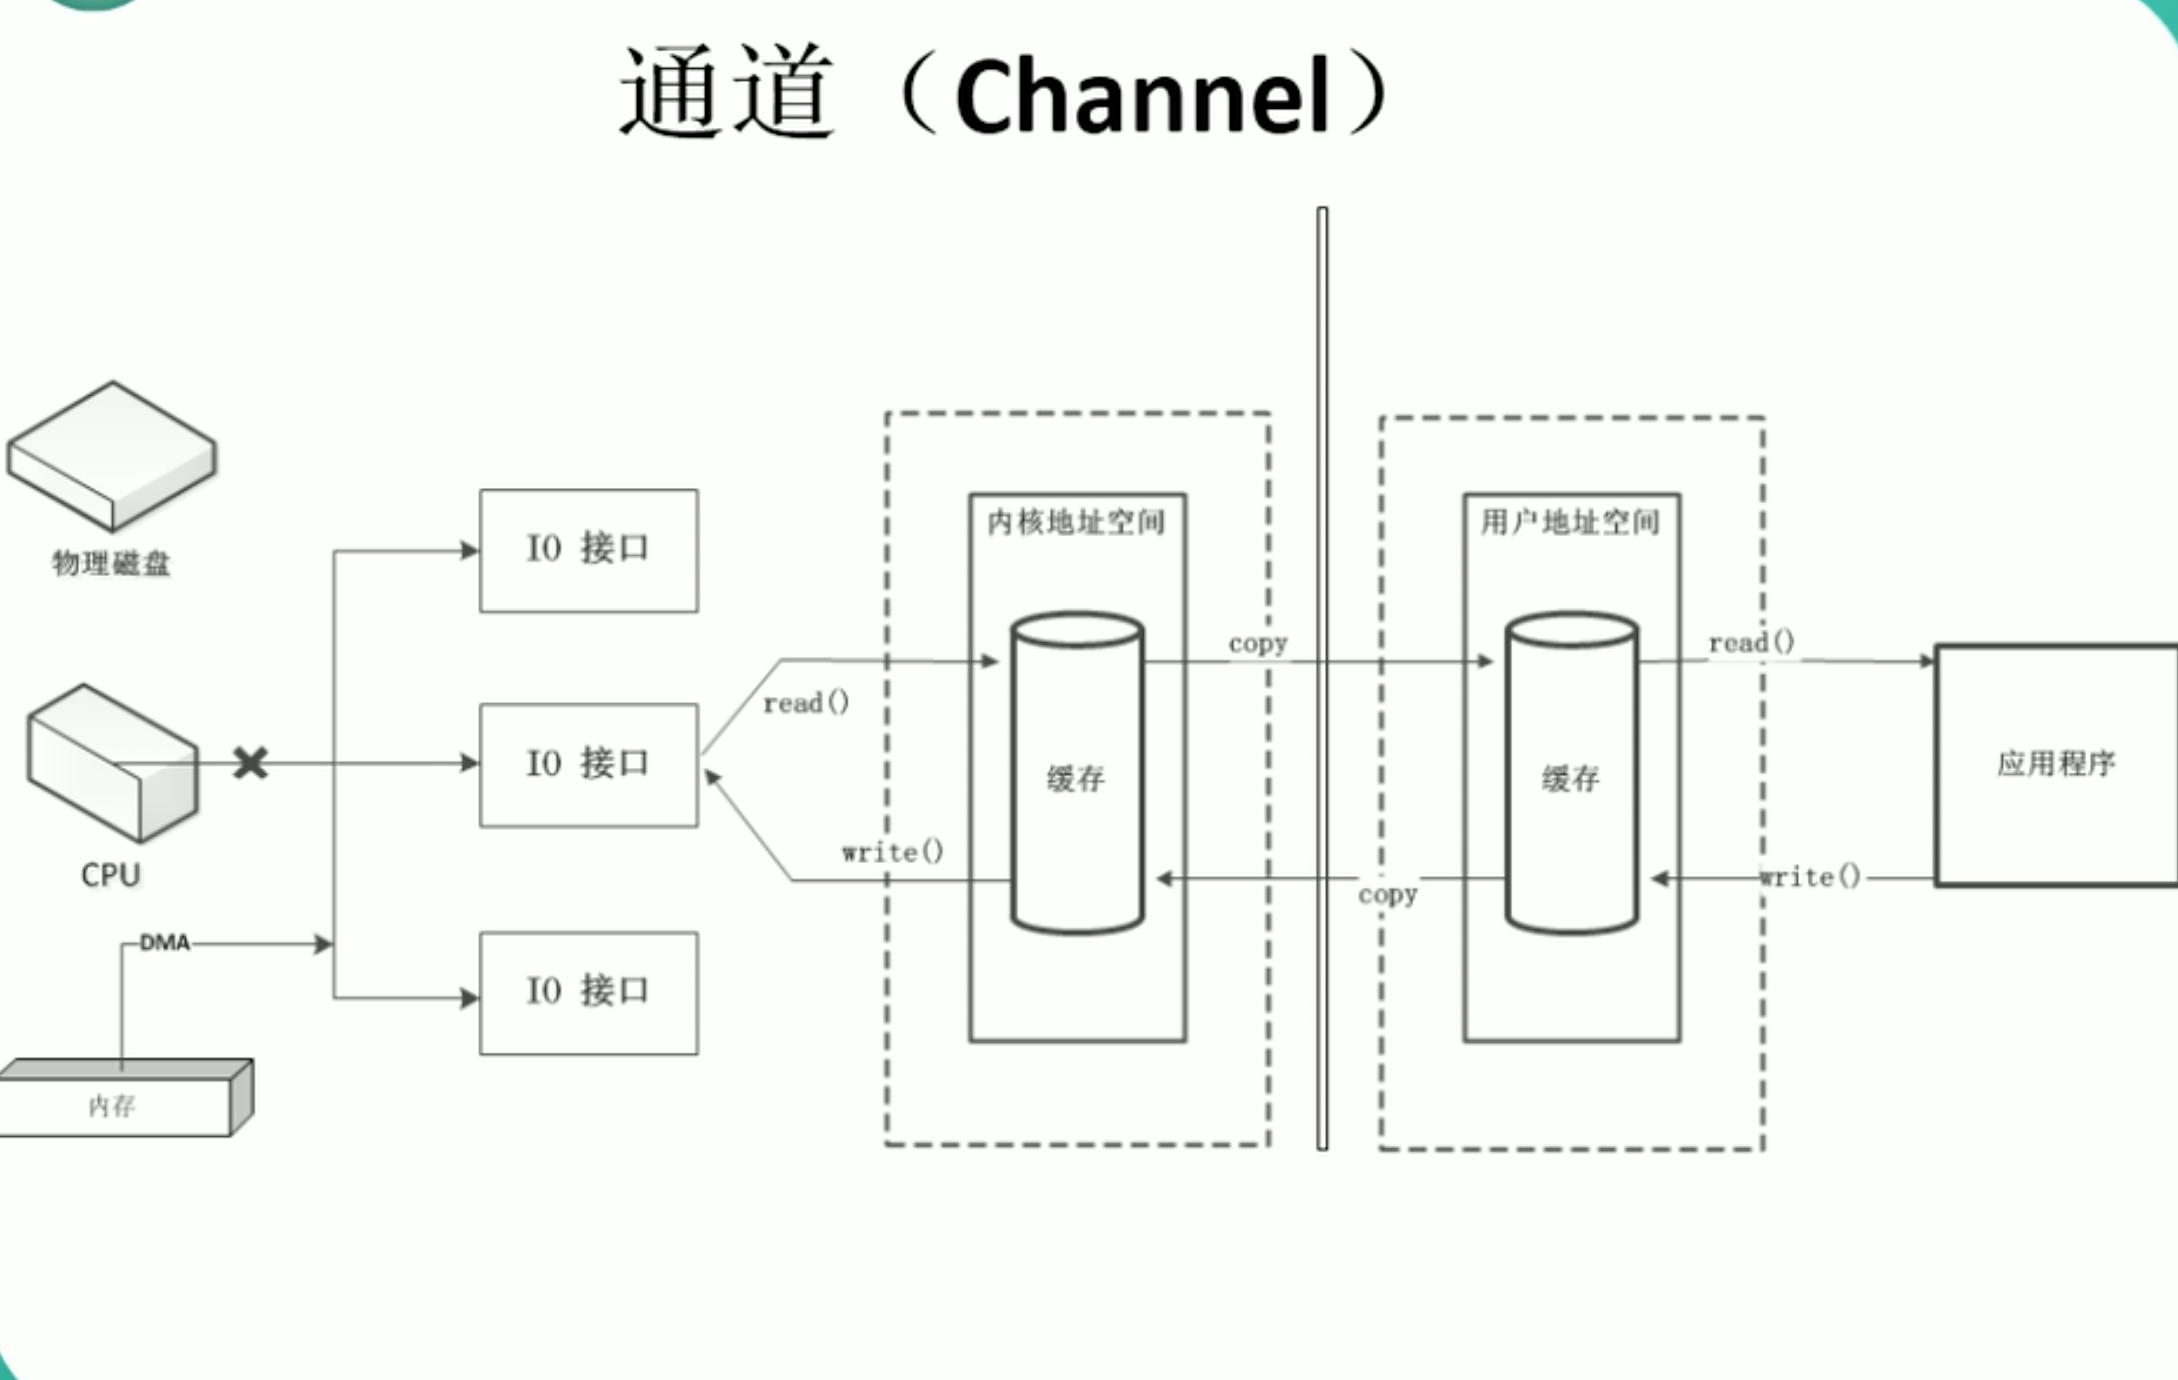 通道（Channel）
物理磁盘
CPU
DMA
内存
IO 接口
IO 接口
IO 接口
read()
write()
内核地址空间
缓存
copy
copy
用户地址空间
缓存
read()
write()
应用程序